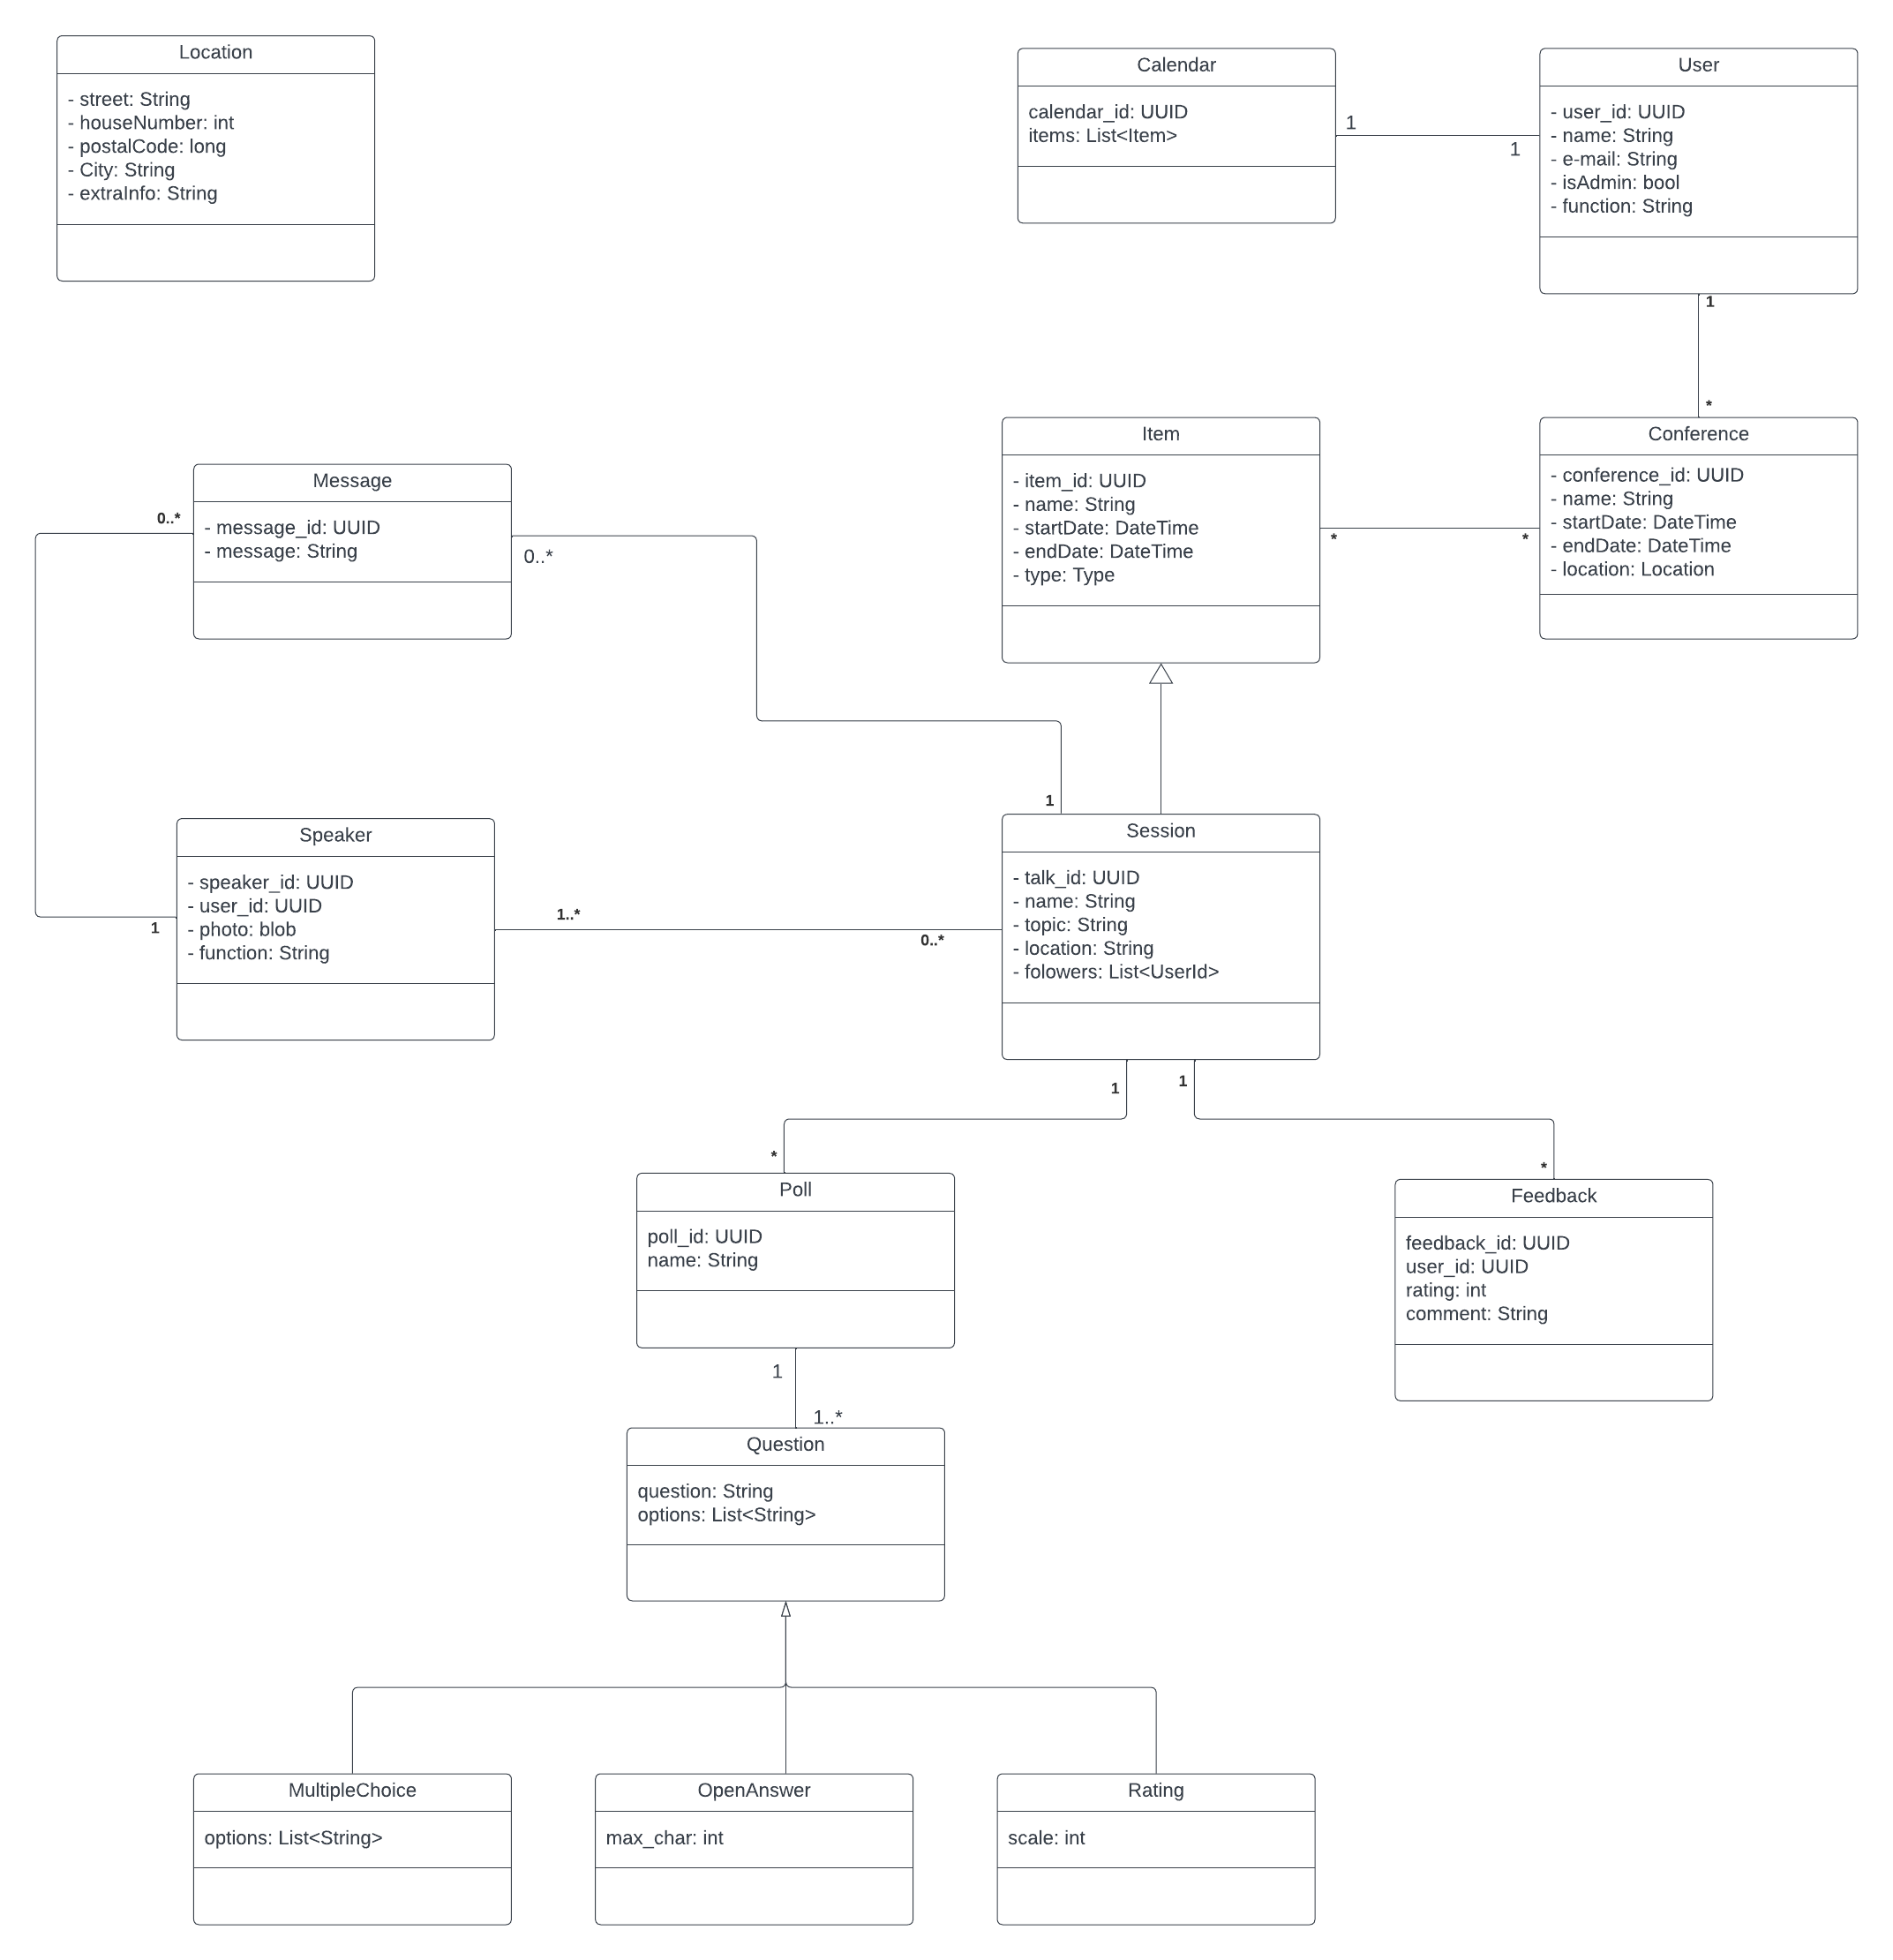 Location
- street: String
- houseNumber: int
- postalCode: long
- City: String
- extraInfo: String
Calendar
calendar_id: UUID
items: List<Item>
1
1
User
- user_id: UUID
- name: String
- e-mail: String
- isAdmin: bool
- function: String
1
*
Item
- item_id: UUID
- name: String
- startDate: DateTime
- endDate: DateTime
- type: Type
*
*
Conference
- conference_id: UUID
- name: String
- startDate: DateTime
- endDate: DateTime
- location: Location
Message
- message_id: UUID
- message: String
0..*
0..*
1
Speaker
- speaker_id: UUID
- user_id: UUID
- photo: blob
- function: String
1
1..*
0..*
Session
- talk_id: UUID
- name: String
- topic: String
- location: String
- folowers: List<UserId>
1
1
*
*
Poll
poll_id: UUID
name: String
Feedback
feedback_id: UUID
user_id: UUID
rating: int
comment: String
1
1..*
Question
question: String
options: List<String>
MultipleChoice
options: List<String>
OpenAnswer
max_char: int
Rating
scale: int